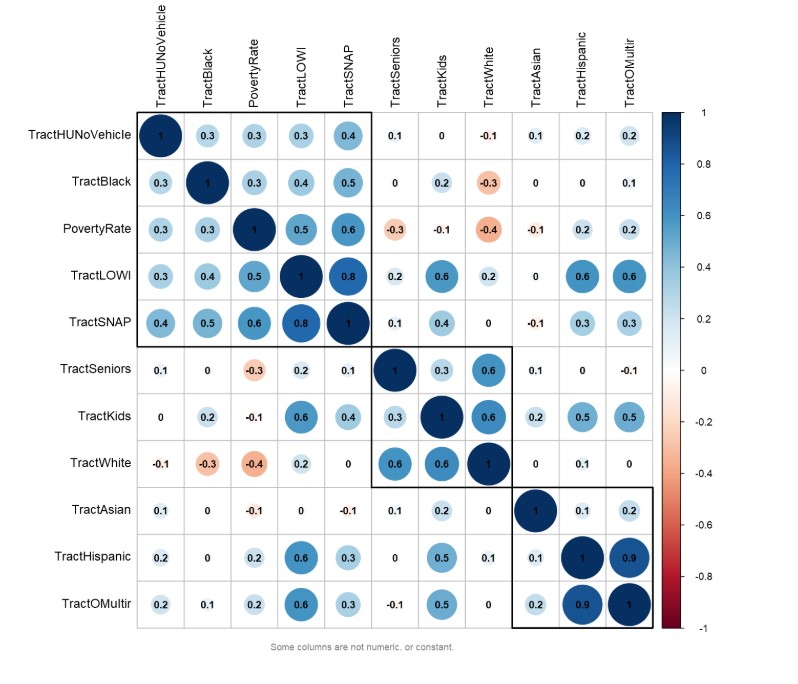 TractHUNoVehicle TractBlack PovertyRate TractLOWI TractSNAP TractSeniors TractKids TractWhite TractAsian TractHispanic TractOMultir
TractHUNoVehicle 1 0.3 0.3 0.3 0.4 0.1 0 -0.1 0.1 0.2 0.2
TractBlack 0.3 1 0.3 0.4 0.5 0 0.2 -0.3 0 0 0.1
PovertyRate 0.3 0.3 1 0.5 0.6 -0.3 -0.1 -0.4 -0.1 0.2 0.2
TractLOWI 0.3 0.4 0.5 1 0.8 0.2 0.6 0.2 0 0.6 0.6
TractSNAP 0.4 0.5 0.6 0.8 1 0.1 0.4 0 -0.1 0.3 0.3
TractSeniors 0.1 0 -0.3 0.2 0.1 1 0.3 0.6 0.1 0 -0.1
TractKids 0 0.2 -0.1 0.6 0.4 0.3 1 0.6 0.2 0.5 0.5
TractWhite -0.1 -0.3 -0.4 0.2 0 0.6 0.6 1 0 0.1 0
TractAsian 0.1 0 -0.1 0 -0.1 0.1 0.2 0 1 0.1 0.2
TractHispanic 0.2 0 0.2 0.6 0.3 0 0.5 0.1 0.1 1 0.9
TractOMultir 0.2 0.1 0.2 0.6 0.3 -0.1 0.5 0 0.2 0.9 1
1
0.8
0.6
0.4
0.2
0
-0.2
-0.4
-0.6
-0.8
-1
Some columns are not numeric, or constant.